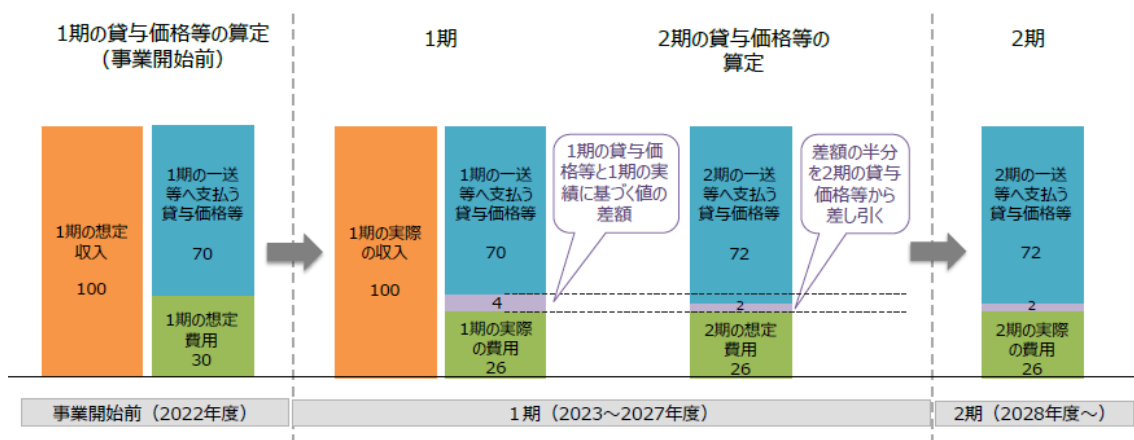 1期の貸与価格等の算定
（事業開始前）
1期
2期の貸与価格等の
算定
2期
1期の想定
収入
100
1期の一送
等へ支払う
貸与価格等
70
1期の想定
費用
30
1期の実際
の収入
100
1期の一送
等へ支払う
貸与価格等
70
4
1期の実際
の費用
26
1期の貸与価
格等と1期の実
績に基づく値の
差額
2期の一送
等へ支払う
貸与価格等
72
2
2期の想定
費用
26
差額の半分
を2期の貸与
価格等から
差し引く
2期の一送
等へ支払う
貸与価格等
72
2
2期の実際
の費用
26
事業開始前（2022年度）
1期（2023～2027年度）
2期（2028年度～）